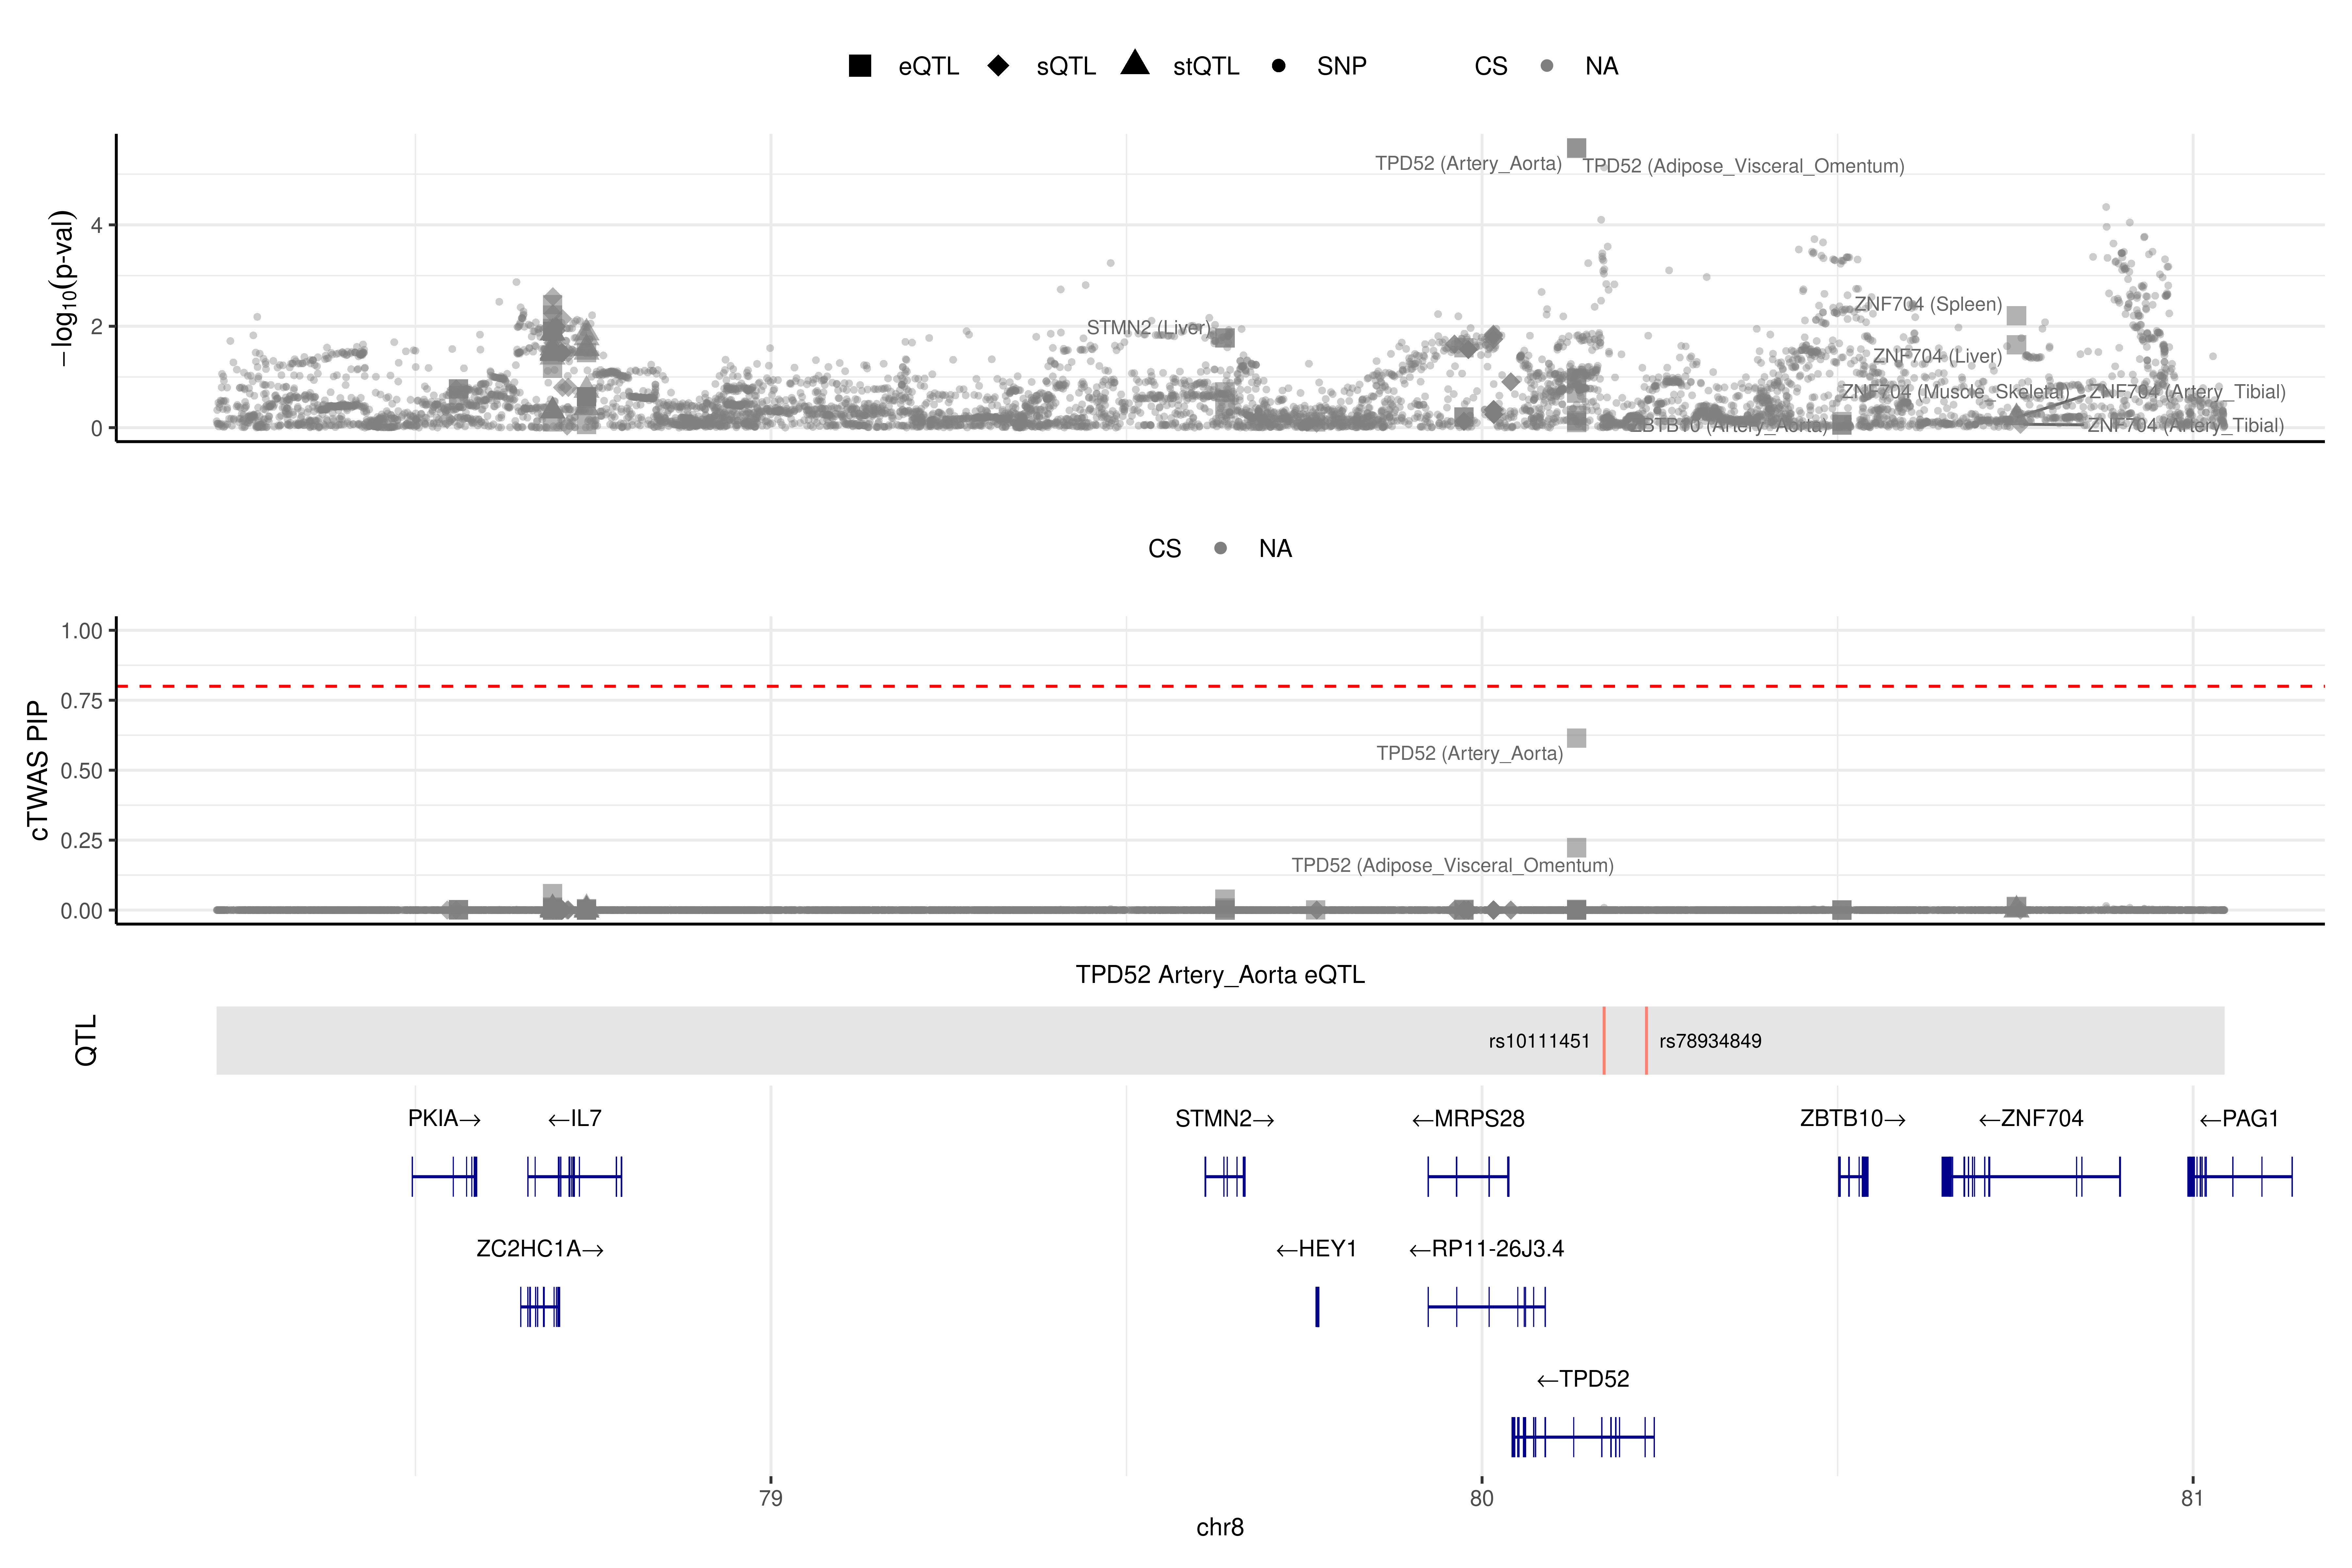 eQTL sQTL stQTL SNP CS NA
−log10(p-val)
4
2
0
TPD52 (Artery_Aorta)
TPD52 (Adipose_Visceral_Omentum)
STMN2 (Liver)
ZNF704 (Spleen)
ZNF704 (Liver)
ZNF704 (Muscle_Skeletal)
ZNF704 (Artery_Tibial)
ZBTB10 (Artery_Aorta)
ZNF704 (Artery_Tibial)
CS NA
cTWAS PIP
1.00
0.75
0.50
0.25
0.00
TPD52 (Artery_Aorta)
TPD52 (Adipose_Visceral_Omentum)
TPD52 Artery_Aorta eQTL
QTL
rs10111451
rs78934849
PKIA→ ←IL7 STMN2→ ←MRPS28 ZBTB10→ ←ZNF704 ←PAG1
ZC2HC1A→ ←HEY1 ←RP11-26J3.4
←TPD52
79 80 81
chr8